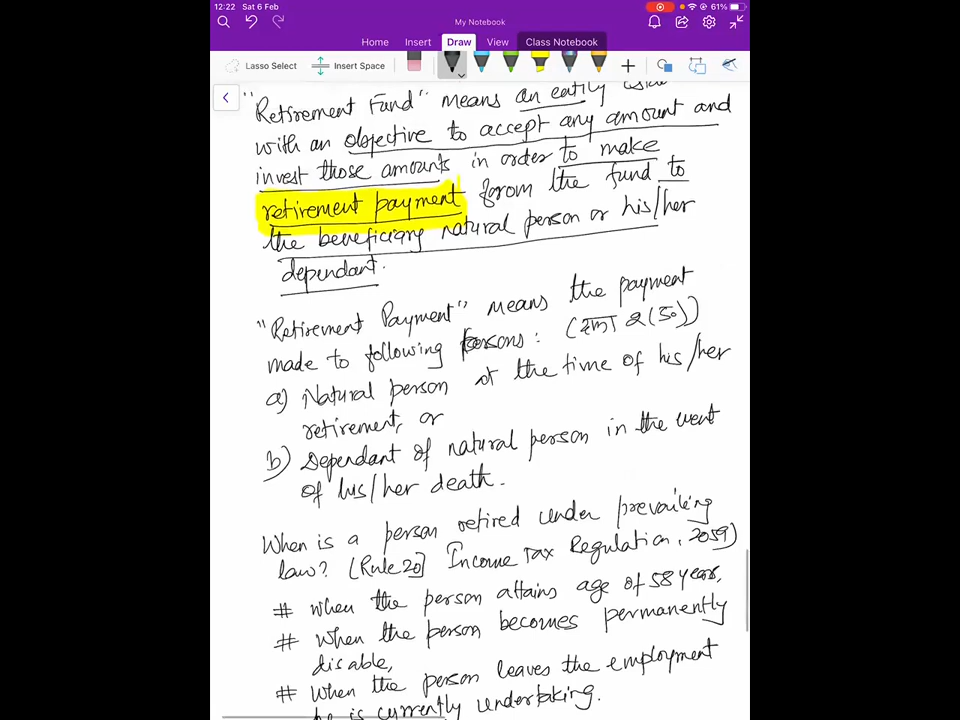 12:22 Sat 6 Feb
61%
My Notebook
Home Insert Draw View Class Notebook
Lasso Select Insert Space
"Retirement Fund" means an entity
with an objective to accept any amount and
invest those amounts in order to make
retirement payment from the fund to
the beneficiary natural person or his/her
dependant.
"Retirement Payment" means the payment
made to following persons: (दफा २(५०))
a) Natural person at the time of his/her
retirement, or
b) Dependant of natural person in the event
of his/her death.
When is a person retired under prevailing
law? [Rule 20] Income Tax Regulation, 2059)
# When the person attains age of 58 years,
# When the person becomes permanently
disable,
# When the person leaves the employment
he is currently undertaking.